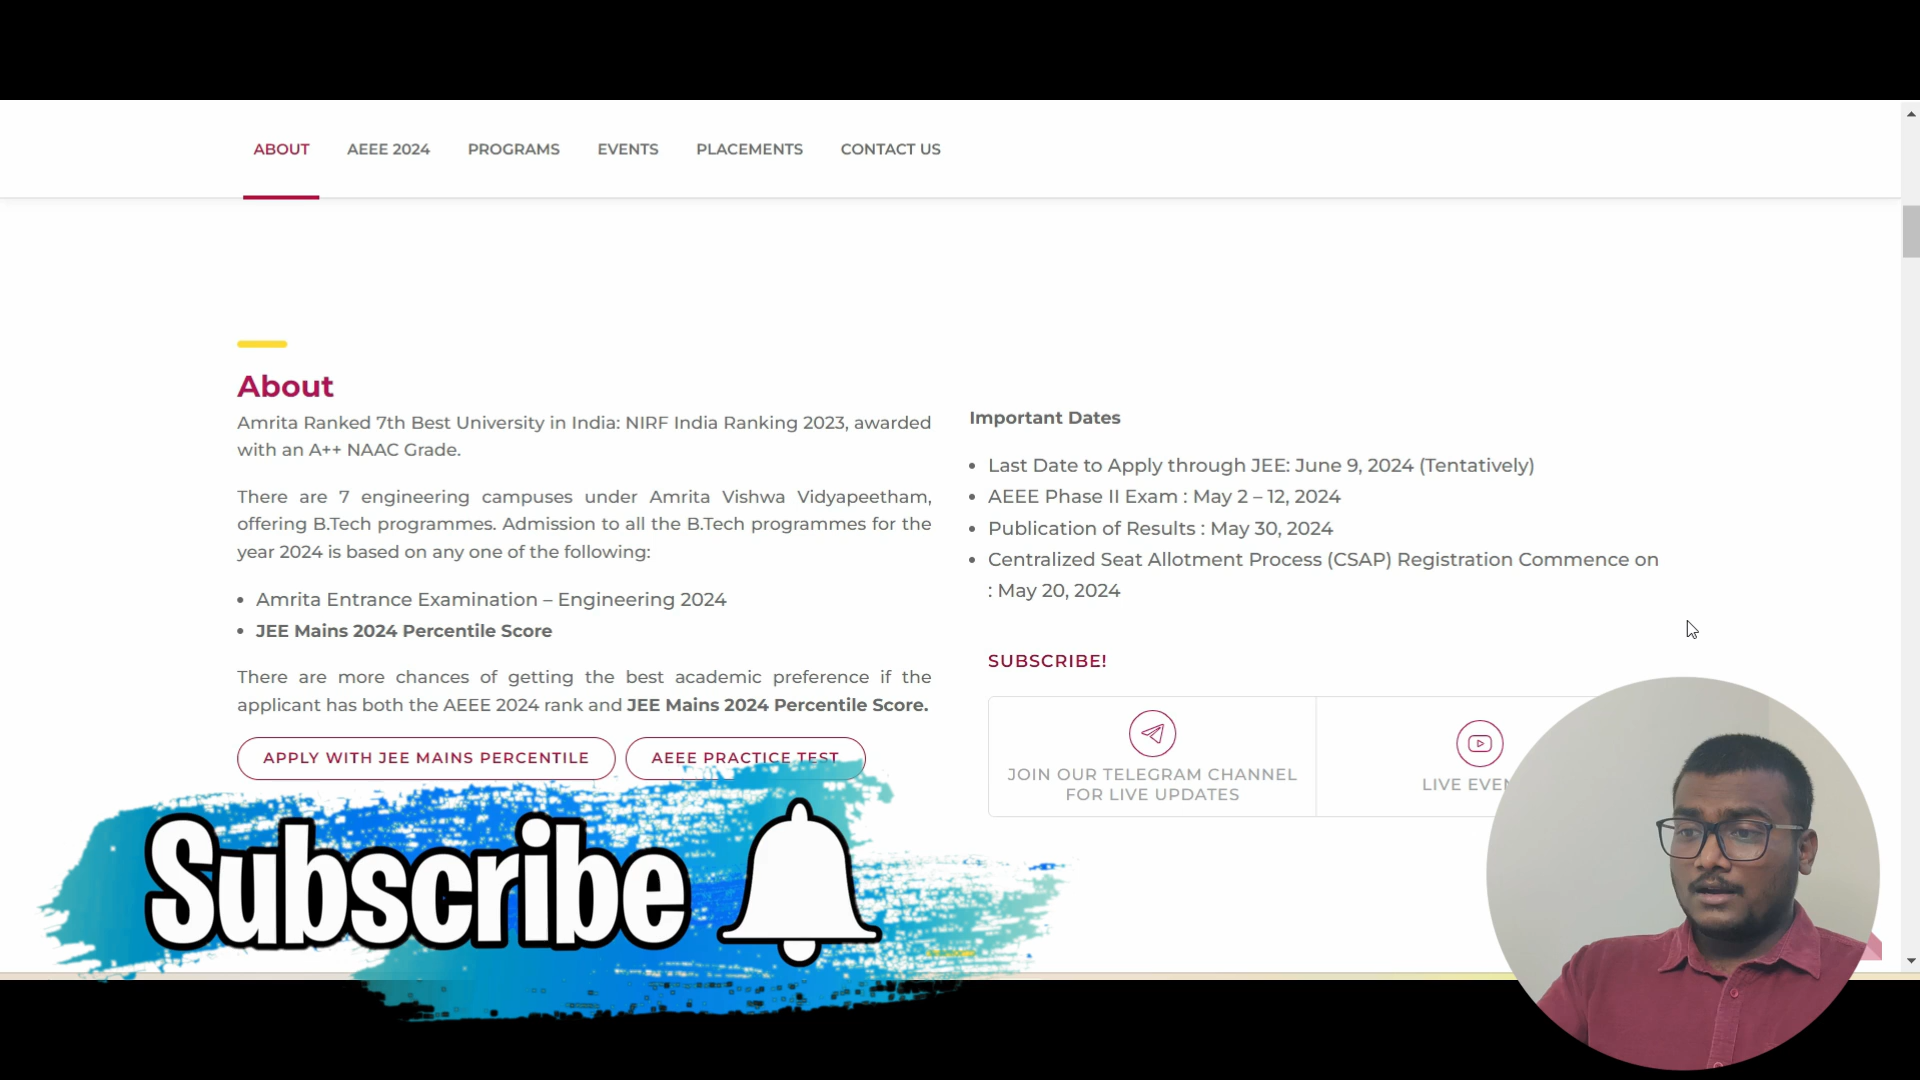 ABOUT AEEE 2024 PROGRAMS EVENTS PLACEMENTS CONTACT US
About
Amrita Ranked 7th Best University in India: NIRF India Ranking 2023, awarded
with an A++ NAAC Grade.
There are 7 engineering campuses under Amrita Vishwa Vidyapeetham,
offering B.Tech programmes. Admission to all the B.Tech programmes for the
year 2024 is based on any one of the following:
• Amrita Entrance Examination – Engineering 2024
• JEE Mains 2024 Percentile Score
There are more chances of getting the best academic preference if the
applicant has both the AEEE 2024 rank and JEE Mains 2024 Percentile Score.
APPLY WITH JEE MAINS PERCENTILE
AEEE PRACTICE TEST
Important Dates
• Last Date to Apply through JEE: June 9, 2024 (Tentatively)
• AEEE Phase II Exam : May 2 – 12, 2024
• Publication of Results : May 30, 2024
• Centralized Seat Allotment Process (CSAP) Registration Commence on
: May 20, 2024
SUBSCRIBE!
JOIN OUR TELEGRAM CHANNEL
FOR LIVE UPDATES
LIVE
Subscribe